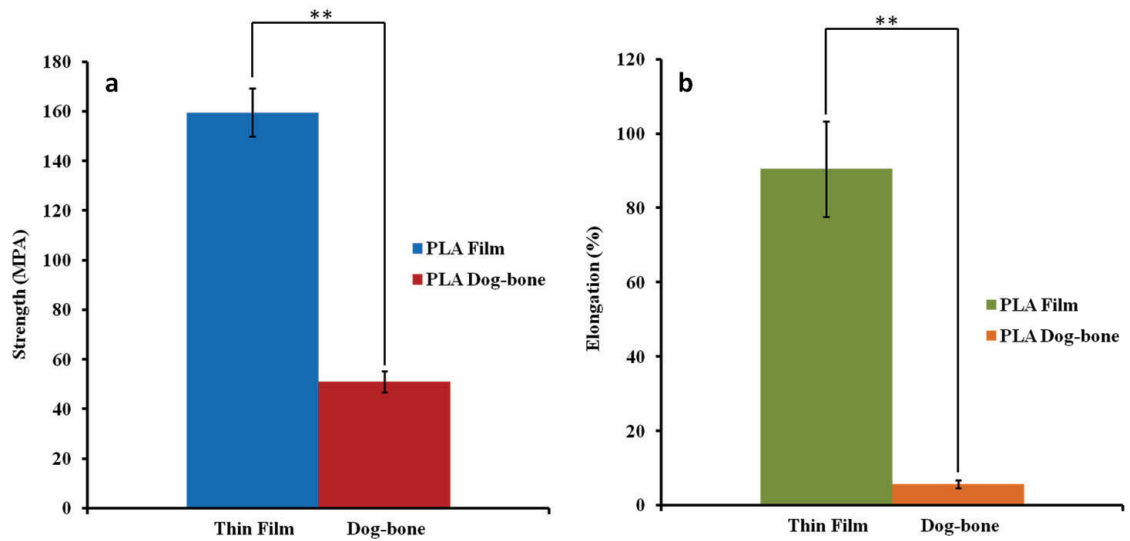 **
a
180
160
140
120
100
80
60
40
20
0
Strength (MPA)
PLA Film
PLA Dog-bone
Thin Film Dog-bone
**
b
120
100
80
60
40
20
0
Elongation (%)
PLA Film
PLA Dog-bone
Thin Film Dog-bone